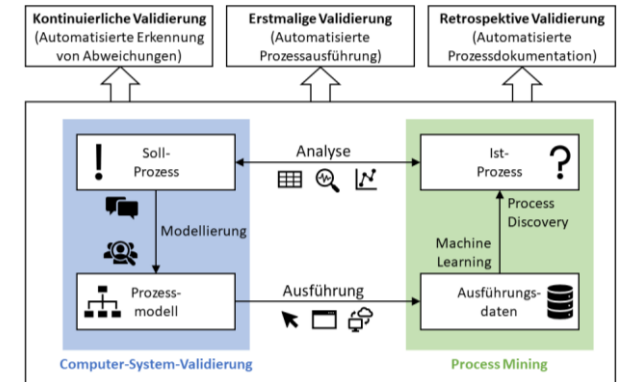 Kontinuierliche Validierung
(Automatisierte Erkennung
von Abweichungen)
Erstmalige Validierung
(Automatisierte
Prozessausführung)
Retrospektive Validierung
(Automatisierte
Prozessdokumentation)
Soll-
Prozess
Analyse
Ist-
Prozess
Modellierung
Process
Discovery
Machine
Learning
Prozess-
modell
Ausführung
Ausführungs-
daten
Computer-System-Validierung
Process Mining